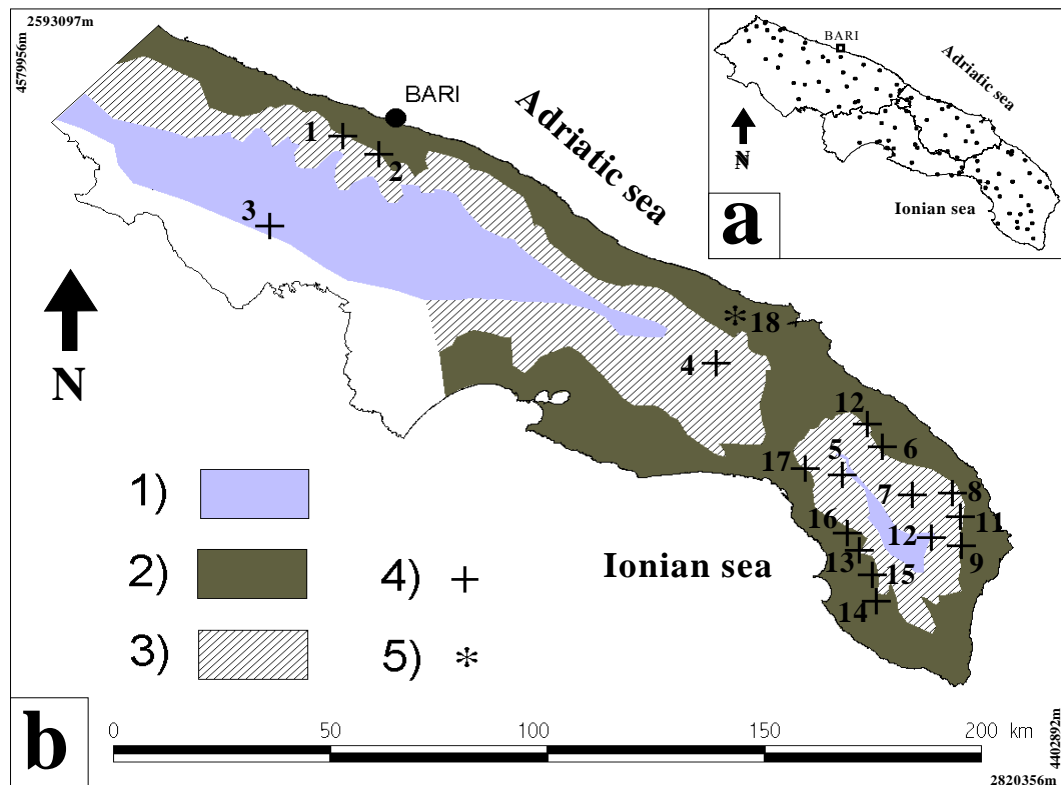 2593097m
4579956m
BARI
Adriatic sea
N
Ionian sea
a
BARI
Adriatic sea
1
2
3
18
4
12
5
6
17
7
8
11
16
12
13
9
15
14
N
Ionian sea
1)
2)
3)
4) +
5) *
b
0 50 100 150 200 km
4402892m
2820356m